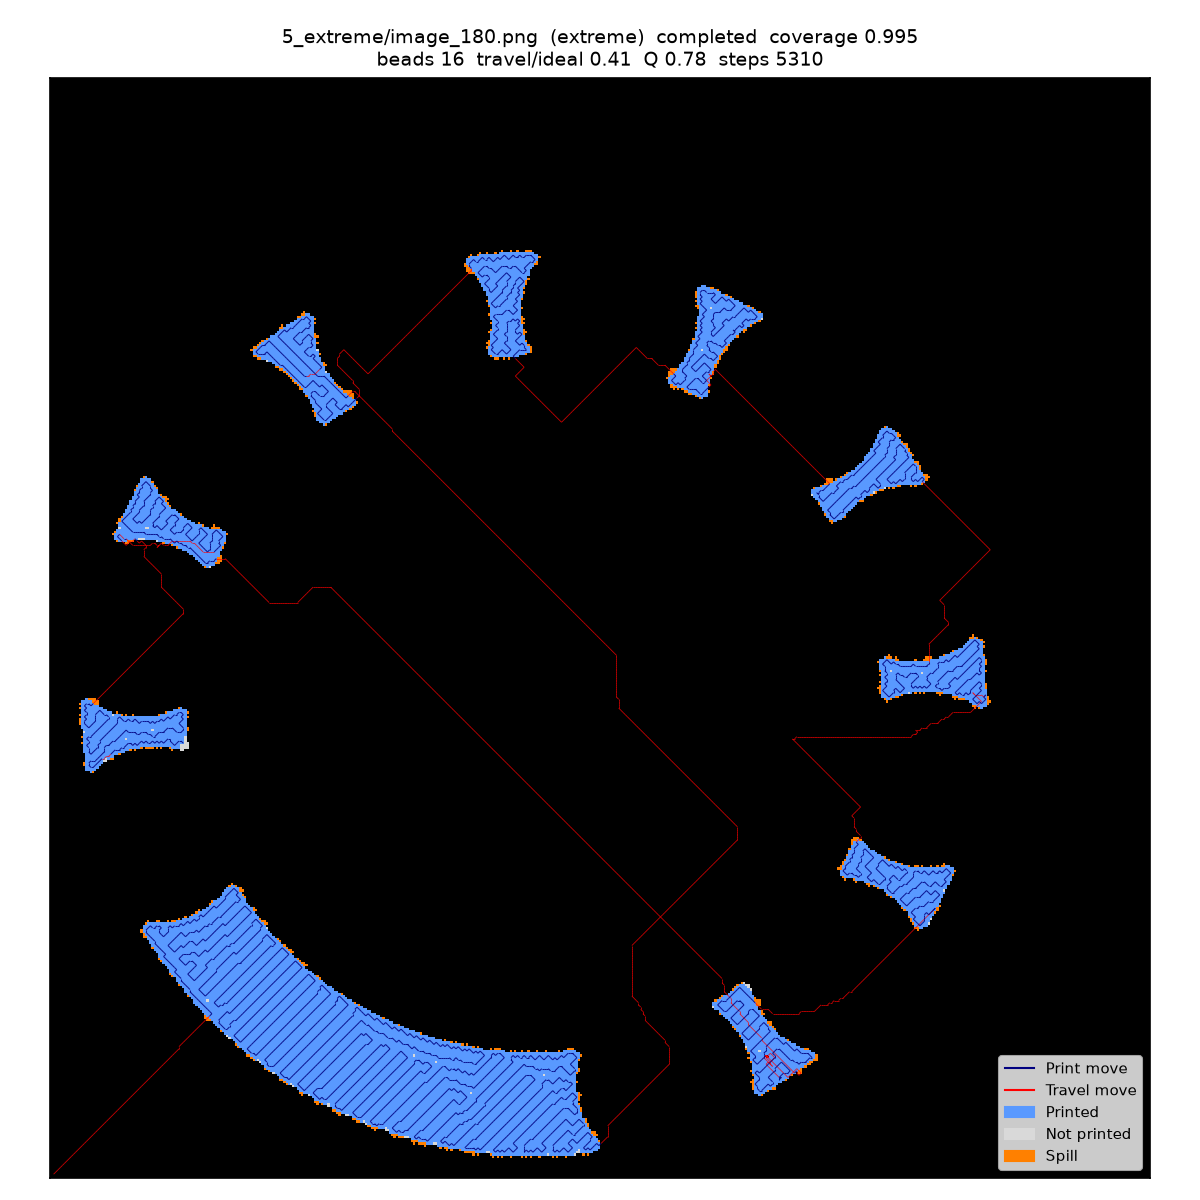 5_extreme/image_180.png  (extreme)  completed  coverage 0.995
beads 16  travel/ideal 0.41  Q 0.78  steps 5310
Print move
Travel move
Printed
Not printed
Spill